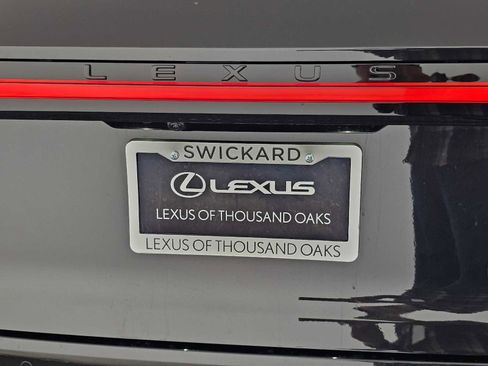 LEXUS
SWICKARD
LEXUS
LEXUS OF THOUSAND OAKS
LEXUS OF THOUSAND OAKS